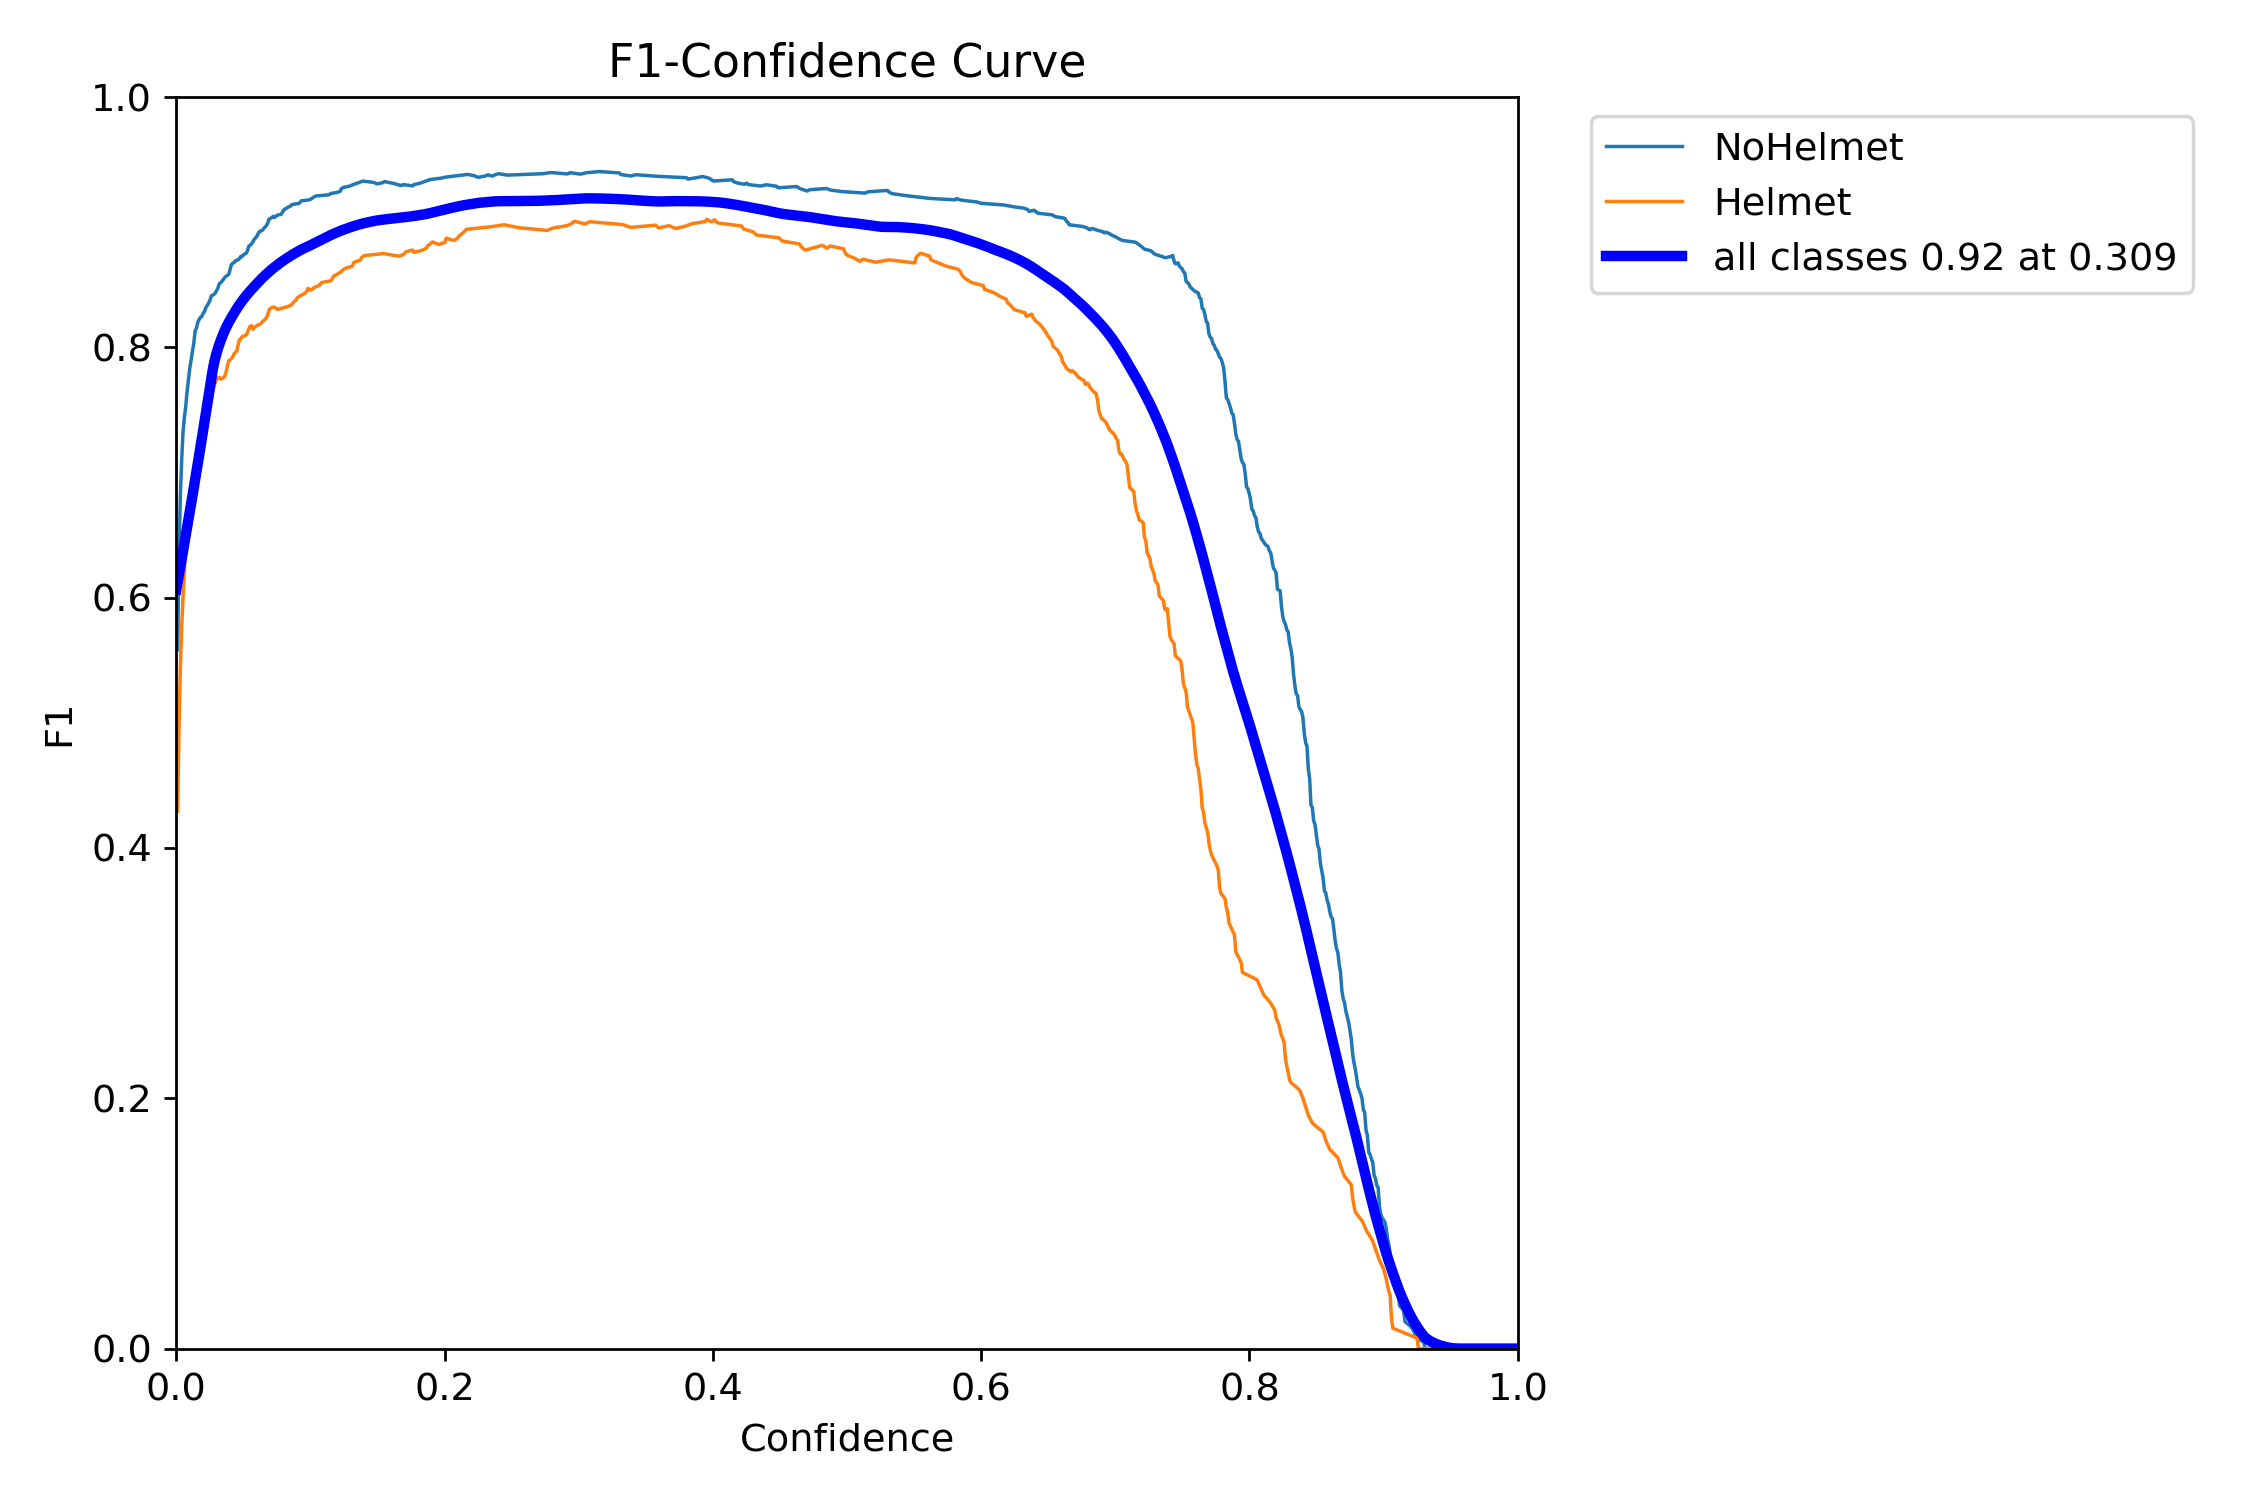 F1-Confidence Curve
NoHelmet
Helmet
all classes 0.92 at 0.309
1.0
0.8
0.6
0.4
0.2
0.0
F1
0.0 0.2 0.4 0.6 0.8 1.0
Confidence